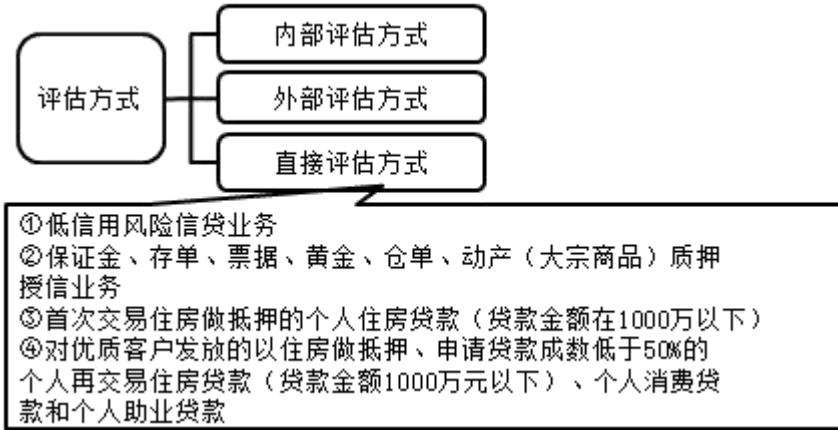 内部评估方式
评估方式
外部评估方式
直接评估方式
①低信用风险信贷业务
②保证金、存单、票据、黄金、仓单、动产（大宗商品）质押
授信业务
③首次交易住房做抵押的个人住房贷款（贷款金额在1000万以下）
④对优质客户发放的以住房做抵押、申请贷款成数低于50%的
个人再交易住房贷款（贷款金额1000万元以下）、个人消费贷
款和个人助业贷款